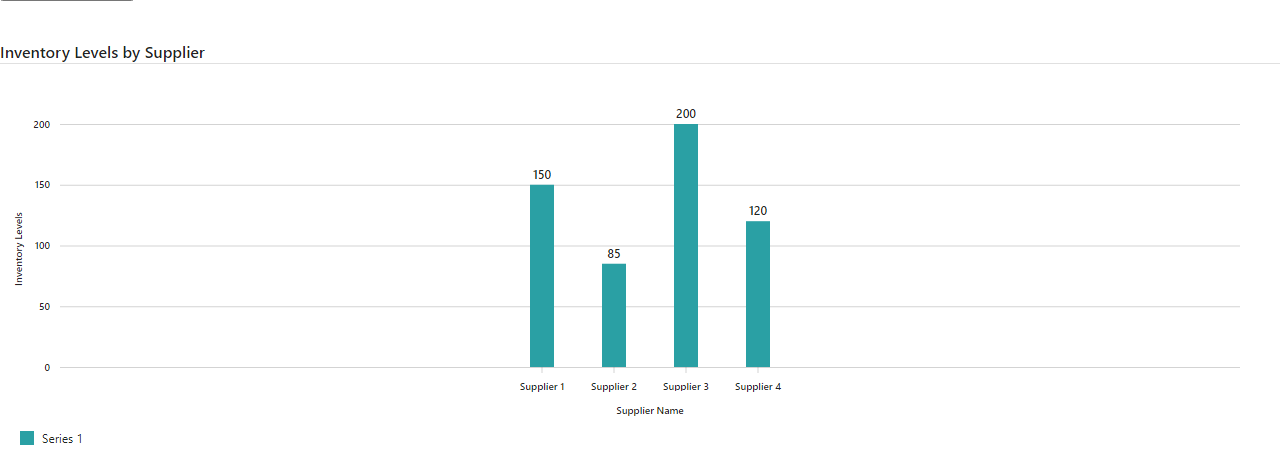 Inventory Levels by Supplier
200
200
150
150
120
Inventory Levels
100
85
50
0
Supplier 1 Supplier 2 Supplier 3 Supplier 4
Supplier Name
Series 1